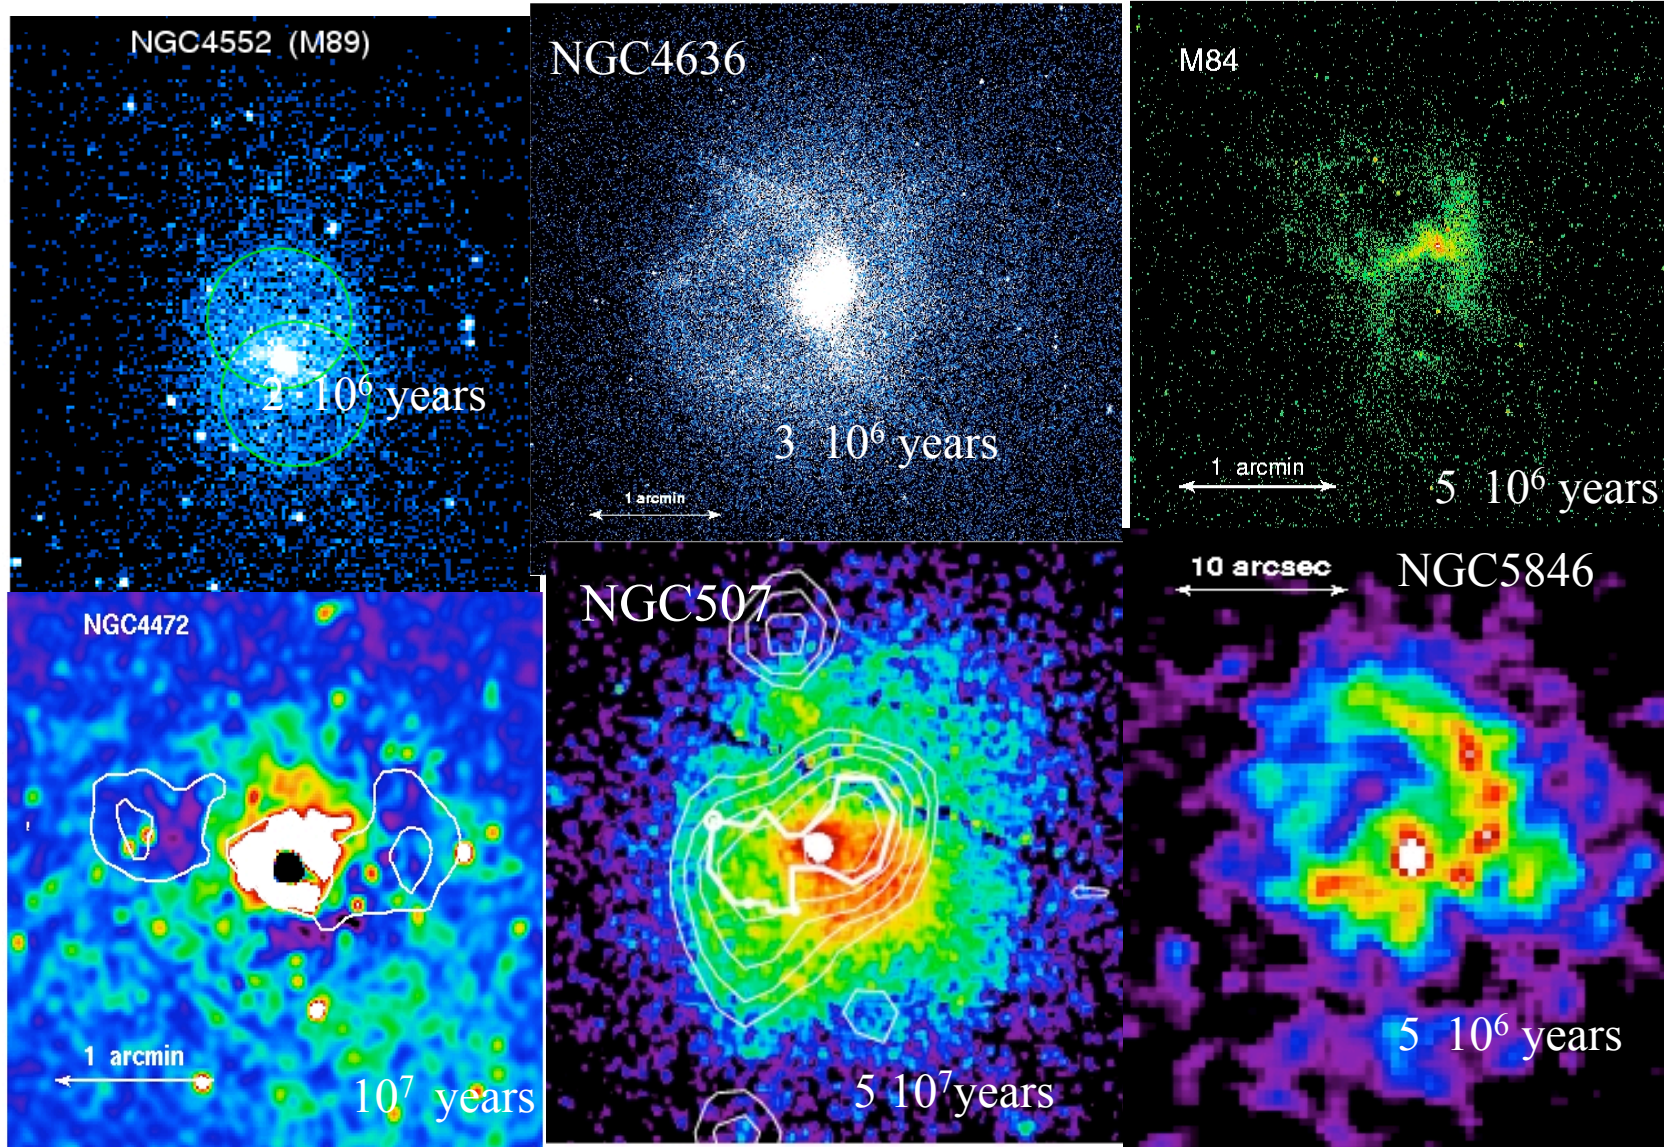 NGC4552 (M89)
2 10⁶ years
NGC4636
3 10⁶ years
1 arcmin
M84
1 arcmin
5 10⁶ years
NGC4472
1 arcmin
10⁷ years
NGC507
5 10⁷years
10 arcsec
NGC5846
5 10⁶ years